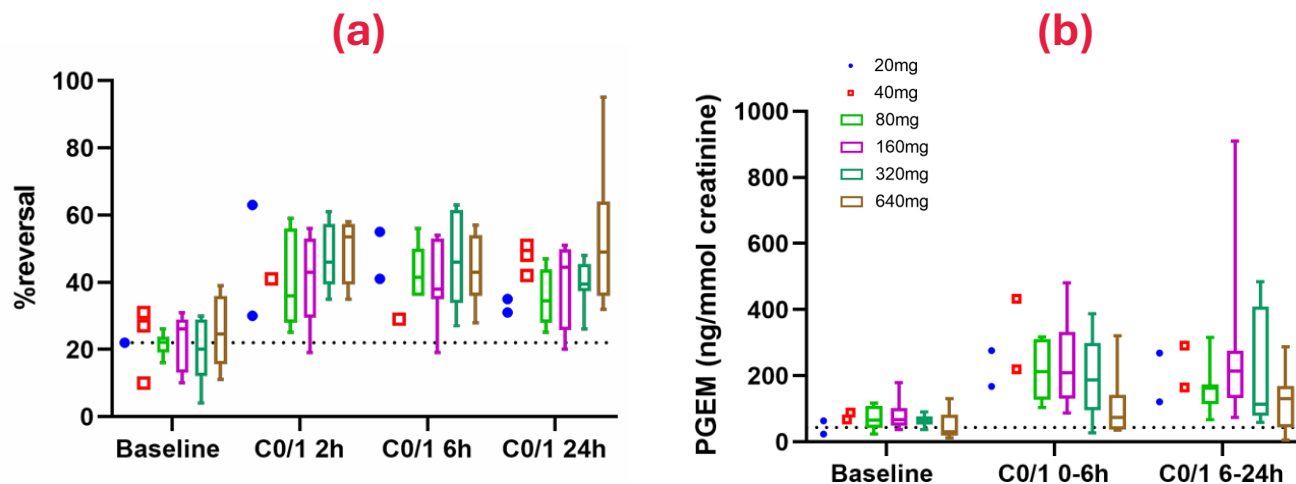 (a)
(b)
%reversal
100
80
60
40
20
0
Baseline
C0/1 2h
C0/1 6h
C0/1 24h
PGEM (ng/mmol creatinine)
1000
800
600
400
200
0
20mg
40mg
80mg
160mg
320mg
640mg
Baseline
C0/1 0-6h
C0/1 6-24h